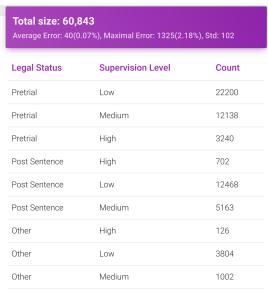 Total size: 60,843
Average Error: 40(0.07%), Maximal Error: 1325(2.18%), Std: 102
Legal Status Supervision Level Count
Pretrial Low 22200
Pretrial Medium 12138
Pretrial High 3240
Post Sentence High 702
Post Sentence Low 12468
Post Sentence Medium 5163
Other High 126
Other Low 3804
Other Medium 1002